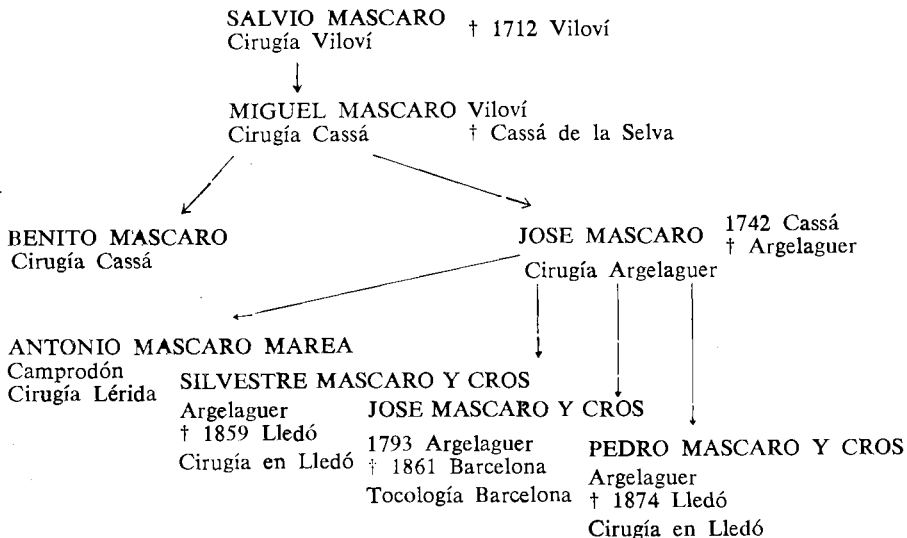 SALVIO MASCARO † 1712 Viloví
Cirugía Viloví
MIGUEL MASCARO Viloví
Cirugía Cassá † Cassá de la Selva
BENITO MASCARO
Cirugía Cassá
JOSE MASCARO 1742 Cassá
† Argelaguer
Cirugía Argelaguer
ANTONIO MASCARO MAREA
Camprodón
Cirugía Lérida
SILVESTRE MASCARO Y CROS
Argelaguer
† 1859 Lledó
Cirugía en Lledó
JOSE MASCARO Y CROS
1793 Argelaguer
† 1861 Barcelona
Tocología Barcelona
PEDRO MASCARO Y CROS
Argelaguer
† 1874 Lledó
Cirugía en Lledó